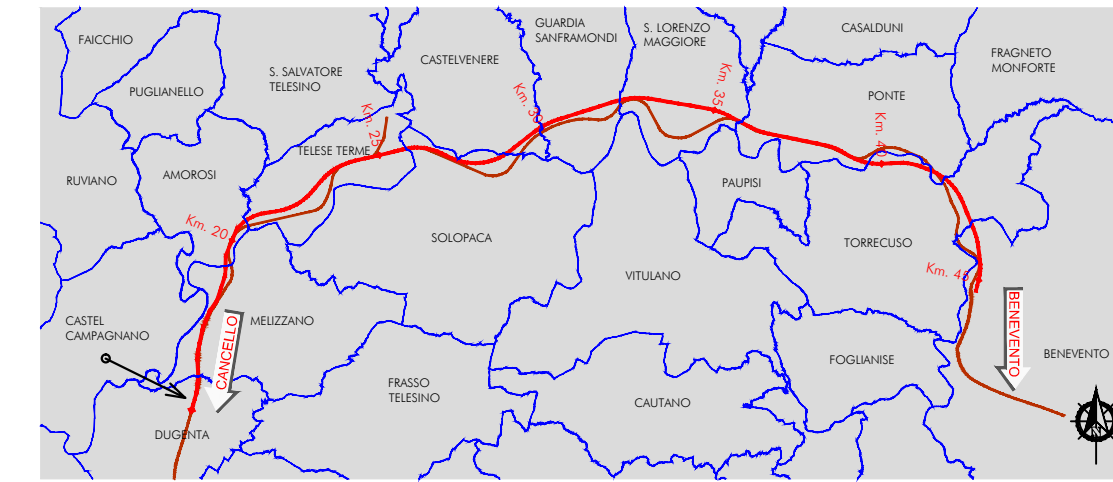 GUARDIA
SANFRAMONDI
S. LORENZO
MAGGIORE
CASALDUNI
FAICCHIO
CASTELVENERE
FRAGNETO
MONFORTE
S. SALVATORE
TELESINO
PUGLIANELLO
Km. 35
Km. 30
PONTE
Km. 25
Km. 40
TELESE TERME
RUVIANO
AMOROSI
PAUPISI
Km. 20
SOLOPACA
TORRECUSO
VITULANO
Km. 45
CASTEL
CAMPAGNANO
MELIZZANO
CANCELLO
BENEVENTO
BENEVENTO
FOGLIANISE
FRASSO
TELESINO
CAUTANO
DUGENTA
N